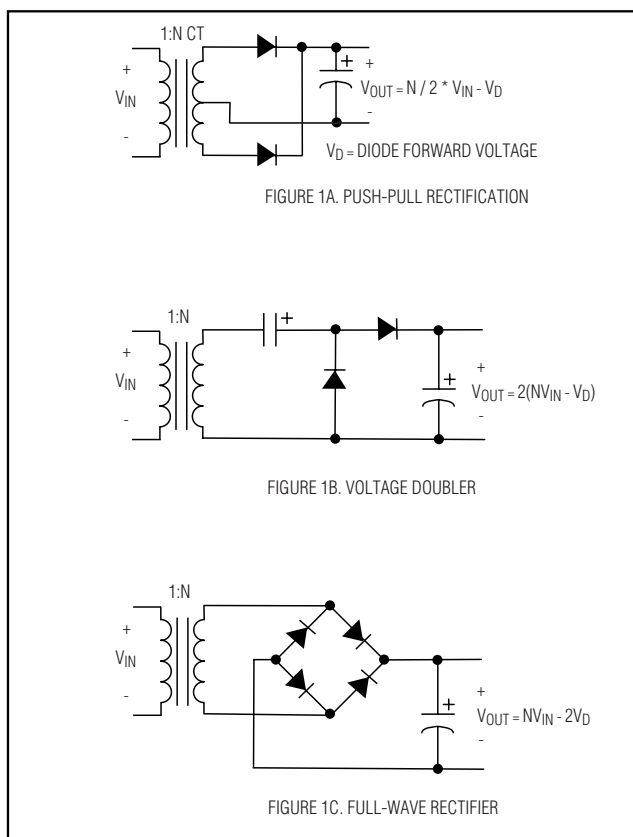 1:N CT
+
+
+
V_IN
V_OUT = N / 2 * V_IN - V_D
-
-
V_D = DIODE FORWARD VOLTAGE
FIGURE 1A. PUSH-PULL RECTIFICATION
1:N
+
+
+
V_IN
+
V_OUT = 2(NV_IN - V_D)
-
-
FIGURE 1B. VOLTAGE DOUBLER
1:N
+
V_IN
-
+
+
V_OUT = NV_IN - 2V_D
-
FIGURE 1C. FULL-WAVE RECTIFIER